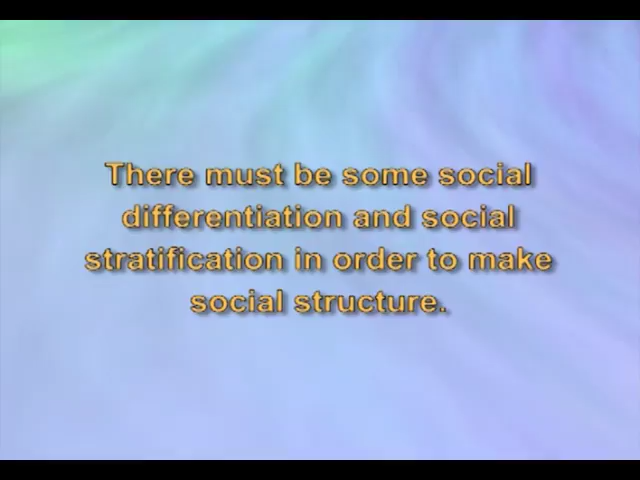 There must be some social
differentiation and social
stratification in order to make
social structure.